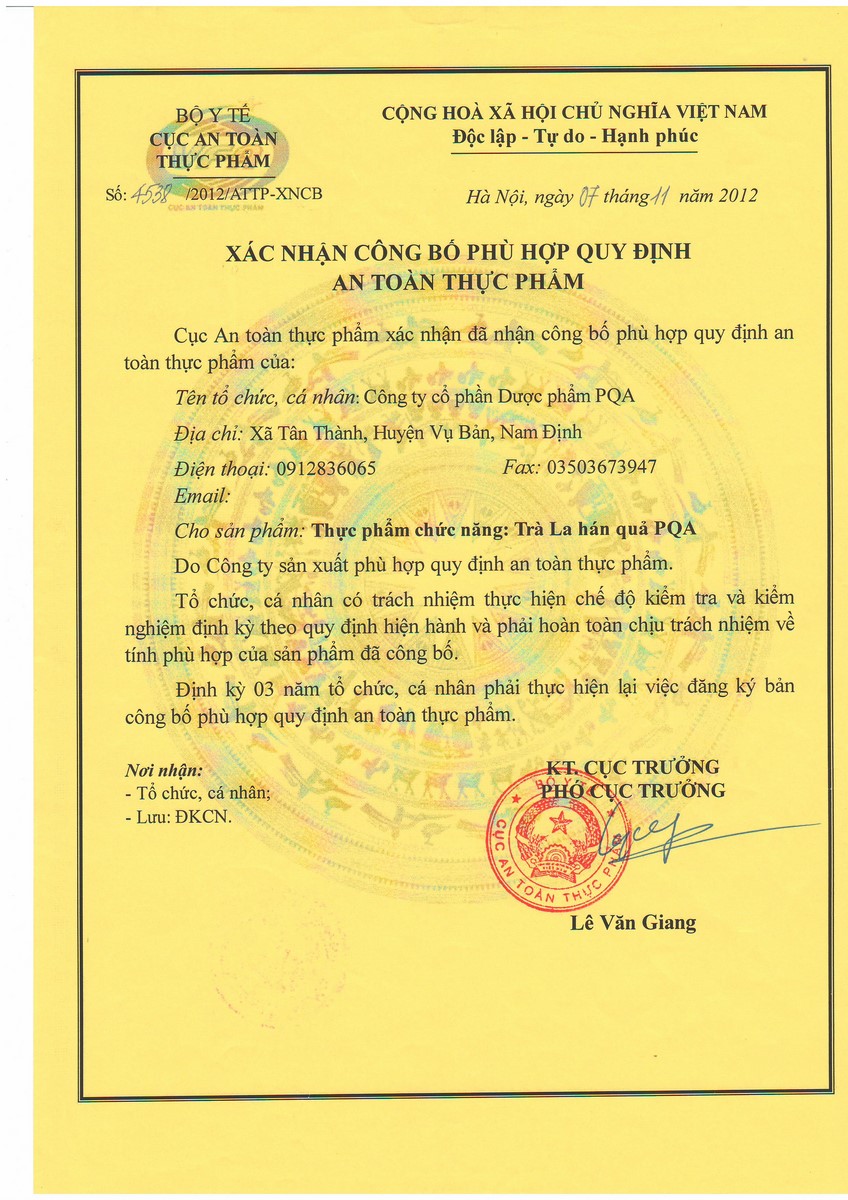 BỘ Y TẾ
CỤC AN TOÀN
THỰC PHẨM
CỤC AN TOÀN THỰC PHẨM
Số: 4538 /2012/ATTP-XNCB
CỘNG HOÀ XÃ HỘI CHỦ NGHĨA VIỆT NAM
Độc lập - Tự do - Hạnh phúc
Hà Nội, ngày 07 tháng 11 năm 2012
XÁC NHẬN CÔNG BỐ PHÙ HỢP QUY ĐỊNH
AN TOÀN THỰC PHẨM
Cục An toàn thực phẩm xác nhận đã nhận công bố phù hợp quy định an
toàn thực phẩm của:
Tên tổ chức, cá nhân: Công ty cổ phần Dược phẩm PQA
Địa chỉ: Xã Tân Thành, Huyện Vụ Bản, Nam Định
Điện thoại: 0912836065 Fax: 03503673947
Email:
Cho sản phẩm: Thực phẩm chức năng: Trà La hán quả PQA
Do Công ty sản xuất phù hợp quy định an toàn thực phẩm.
Tổ chức, cá nhân có trách nhiệm thực hiện chế độ kiểm tra và kiểm
nghiệm định kỳ theo quy định hiện hành và phải hoàn toàn chịu trách nhiệm về
tính phù hợp của sản phẩm đã công bố.
Định kỳ 03 năm tổ chức, cá nhân phải thực hiện lại việc đăng ký bản
công bố phù hợp quy định an toàn thực phẩm.
Nơi nhận:
- Tổ chức, cá nhân;
- Lưu: ĐKCN.
KT. CỤC TRƯỞNG
PHÓ CỤC TRƯỞNG
BỘ Y TẾ
CỤC AN TOÀN THỰC PHẨM
Lê Văn Giang